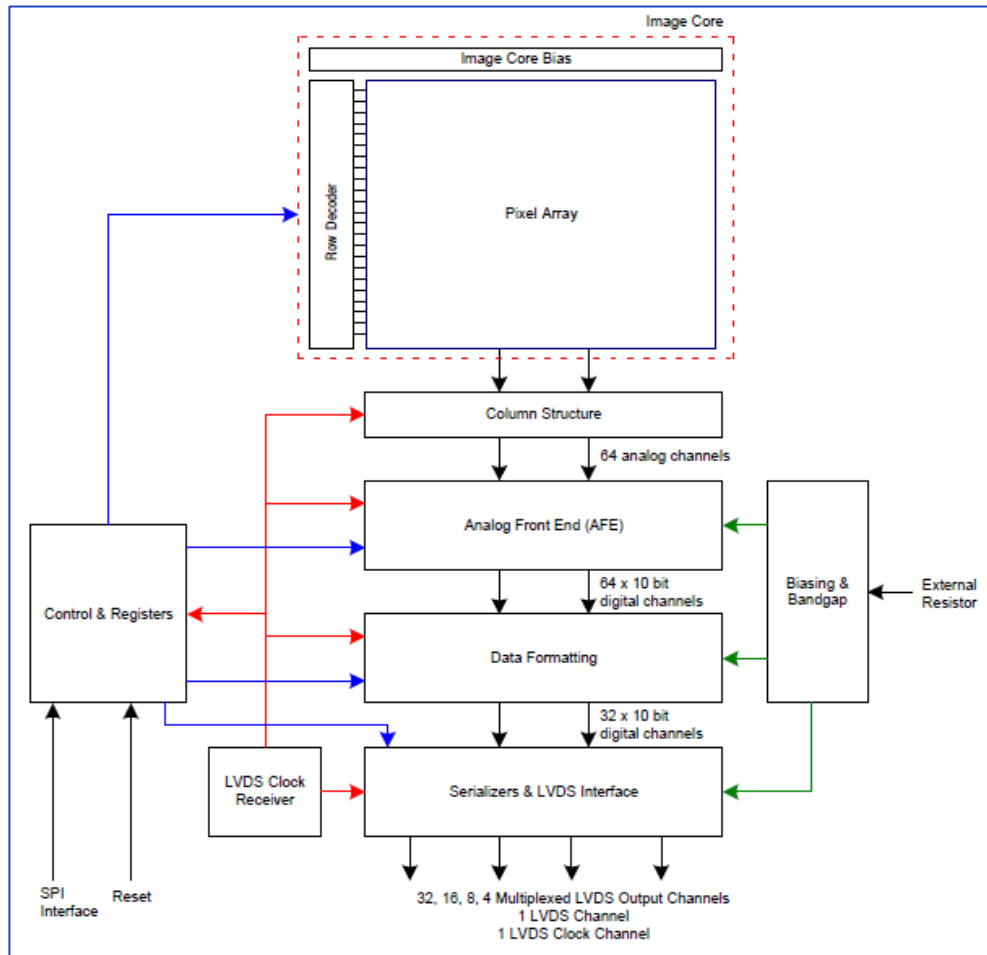 Image Core
Image Core Bias
Row Decoder
Pixel Array
Column Structure
64 analog channels
Analog Front End (AFE)
Biasing &
Bandgap
External
Resistor
64 x 10 bit
digital channels
Control & Registers
Data Formatting
32 x 10 bit
digital channels
LVDS Clock
Receiver
Serializers & LVDS Interface
SPI
Interface
Reset
32, 16, 8, 4 Multiplexed LVDS Output Channels
1 LVDS Channel
1 LVDS Clock Channel